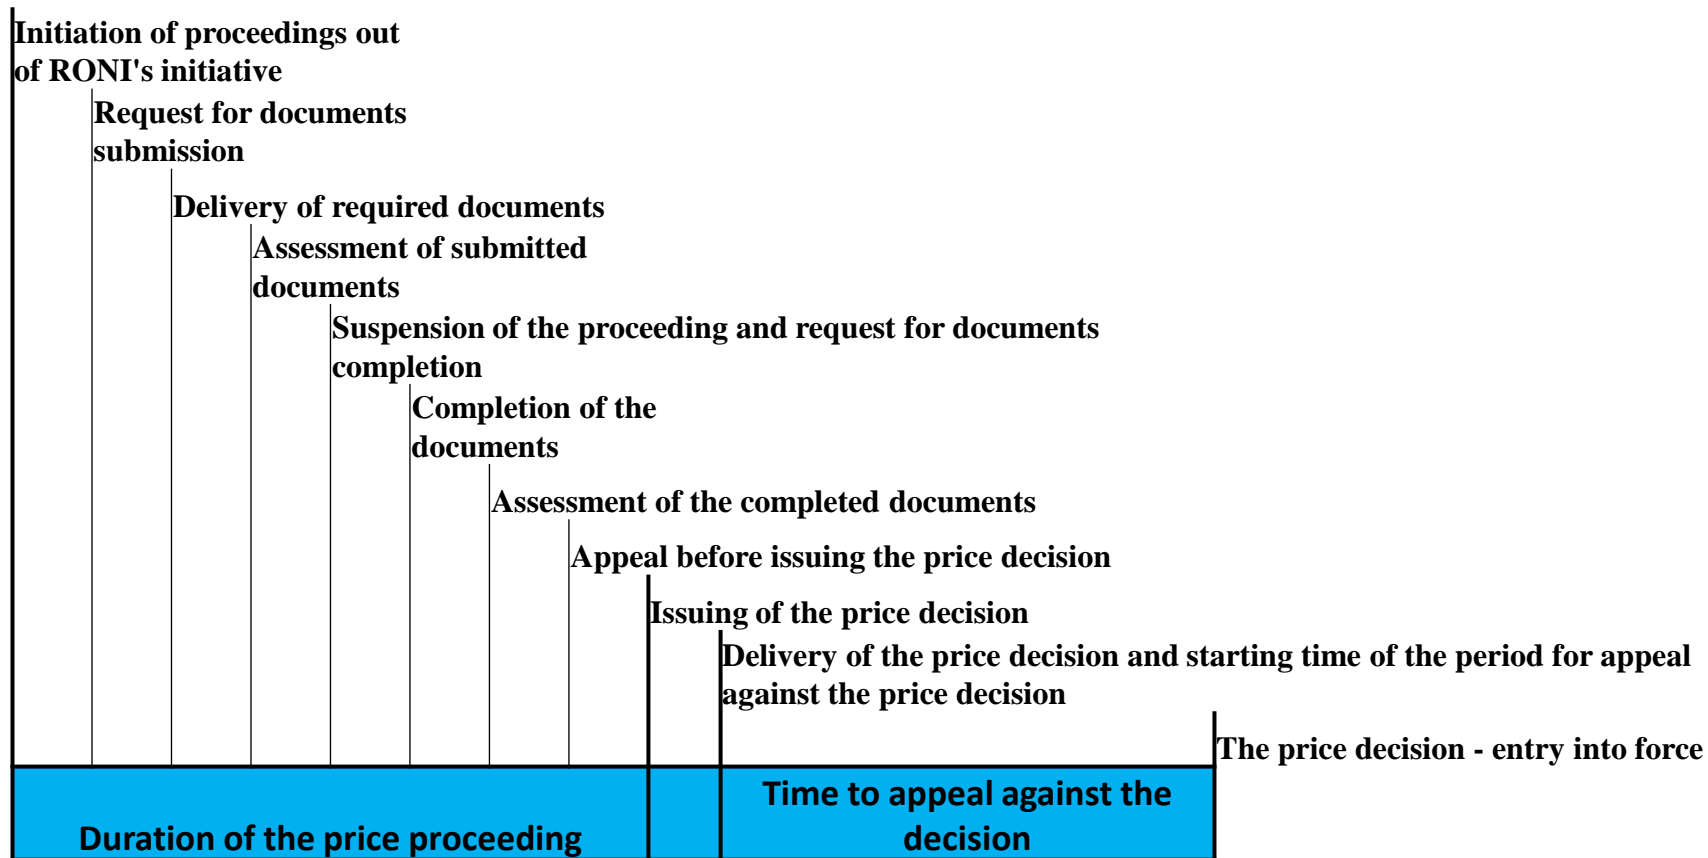 Initiation of proceedings out
of RONI's initiative
Request for documents
submission
Delivery of required documents
Assessment of submitted
documents
Suspension of the proceeding and request for documents
completion
Completion of the
documents
Assessment of the completed documents
Appeal before issuing the price decision
Issuing of the price decision
Delivery of the price decision and starting time of the period for appeal
against the price decision
The price decision - entry into force
Duration of the price proceeding
Time to appeal against the
decision